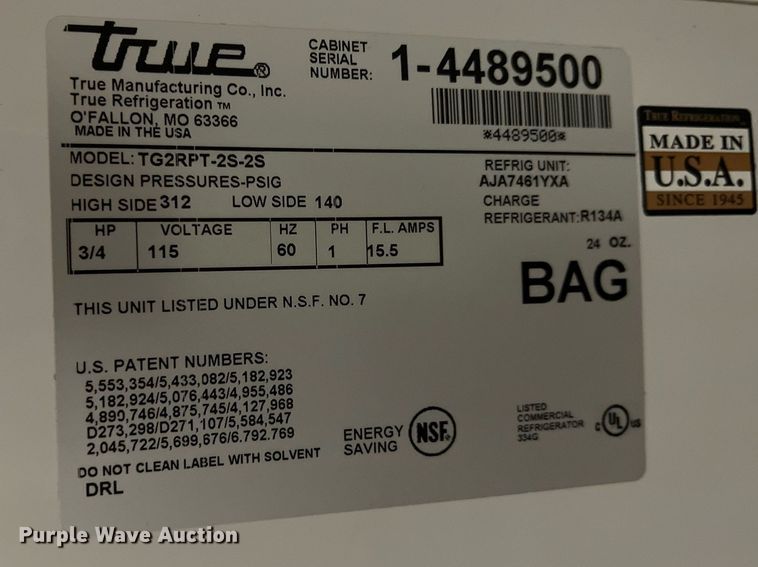 true®
True Manufacturing Co., Inc.
True Refrigeration ™
O'FALLON, MO 63366
MADE IN THE USA
CABINET
SERIAL
NUMBER: 1-4489500
*4489500*
TRUE REFRIGERATION
MADE IN
U.S.A.
SINCE 1945
MODEL: TG2RPT-2S-2S
DESIGN PRESSURES-PSIG
HIGH SIDE 312 LOW SIDE 140
REFRIG UNIT:
AJA7461YXA
CHARGE
REFRIGERANT:R134A
24 OZ.
HP VOLTAGE HZ PH F.L. AMPS
3/4 115 60 1 15.5
BAG
THIS UNIT LISTED UNDER N.S.F. NO. 7
U.S. PATENT NUMBERS:
5,553,354/5,433,082/5,182,923
5,182,924/5,076,443/4,955,486
4,890,746/4,875,745/4,127,968
D273,298/D271,107/5,584,547
2,045,722/5,699,676/6.792.769
DO NOT CLEAN LABEL WITH SOLVENT
DRL
ENERGY
SAVING
NSF®
LISTED
COMMERCIAL
REFRIGERATOR
334G
c UL us
Purple Wave Auction